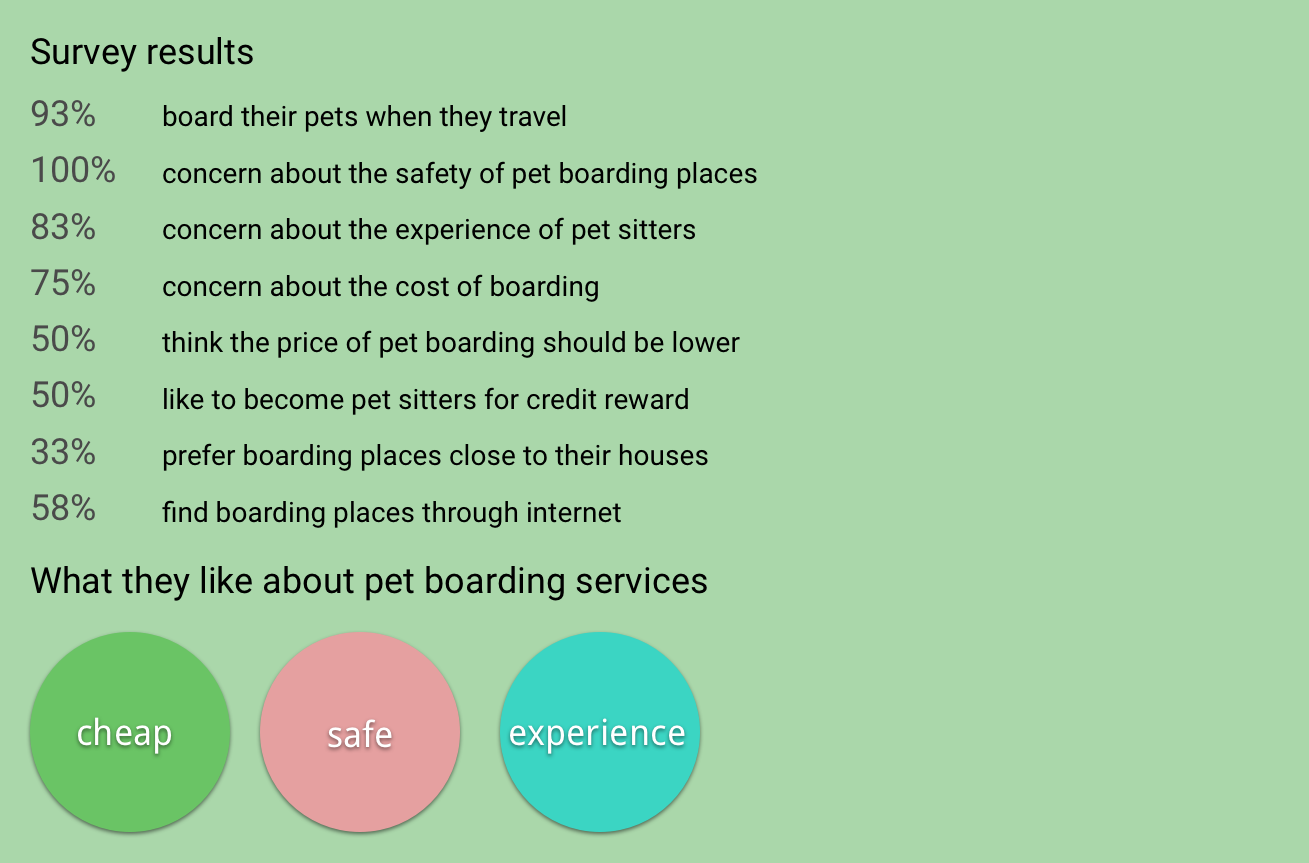 Survey results
93% board their pets when they travel
100% concern about the safety of pet boarding places
83% concern about the experience of pet sitters
75% concern about the cost of boarding
50% think the price of pet boarding should be lower
50% like to become pet sitters for credit reward
33% prefer boarding places close to their houses
58% find boarding places through internet
What they like about pet boarding services
cheap safe experience